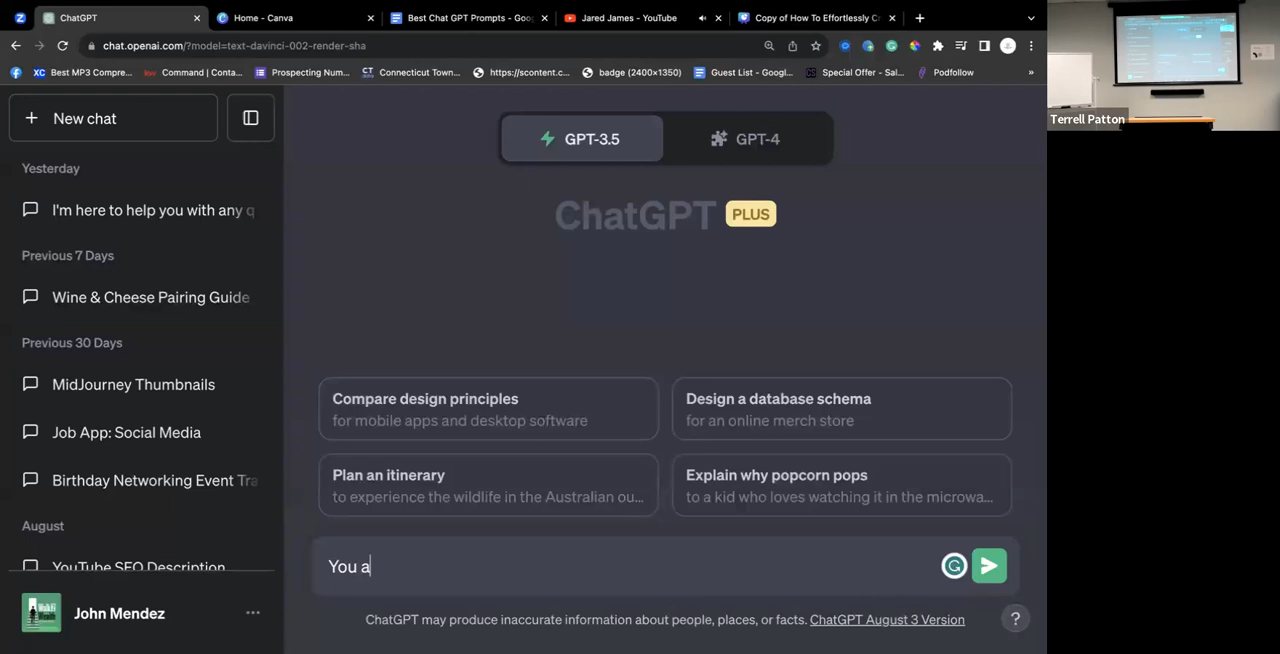 ChatGPT
Home - Canva
Best Chat GPT Prompts - Goog
Jared James - YouTube
Copy of How To Effortlessly C
chat.openai.com/?model=text-davinci-002-render-sha
XC Best MP3 Compre...
Command | Conta...
Prospecting Num...
CT Connecticut Town...
https://scontent.c...
badge (2400×1350)
Guest List - Googl...
CS Special Offer - Sal...
Podfollow
»
+ New chat
Yesterday
I'm here to help you with any q
Previous 7 Days
Wine & Cheese Pairing Guide
Previous 30 Days
MidJourney Thumbnails
Job App: Social Media
Birthday Networking Event Tra
August
YouTube SEO Description
John Mendez
...
GPT-3.5
GPT-4
ChatGPT PLUS
Compare design principles
for mobile apps and desktop software
Design a database schema
for an online merch store
Plan an itinerary
to experience the wildlife in the Australian ou...
Explain why popcorn pops
to a kid who loves watching it in the microwa...
You a
ChatGPT may produce inaccurate information about people, places, or facts. ChatGPT August 3 Version
?
Terrell Patton